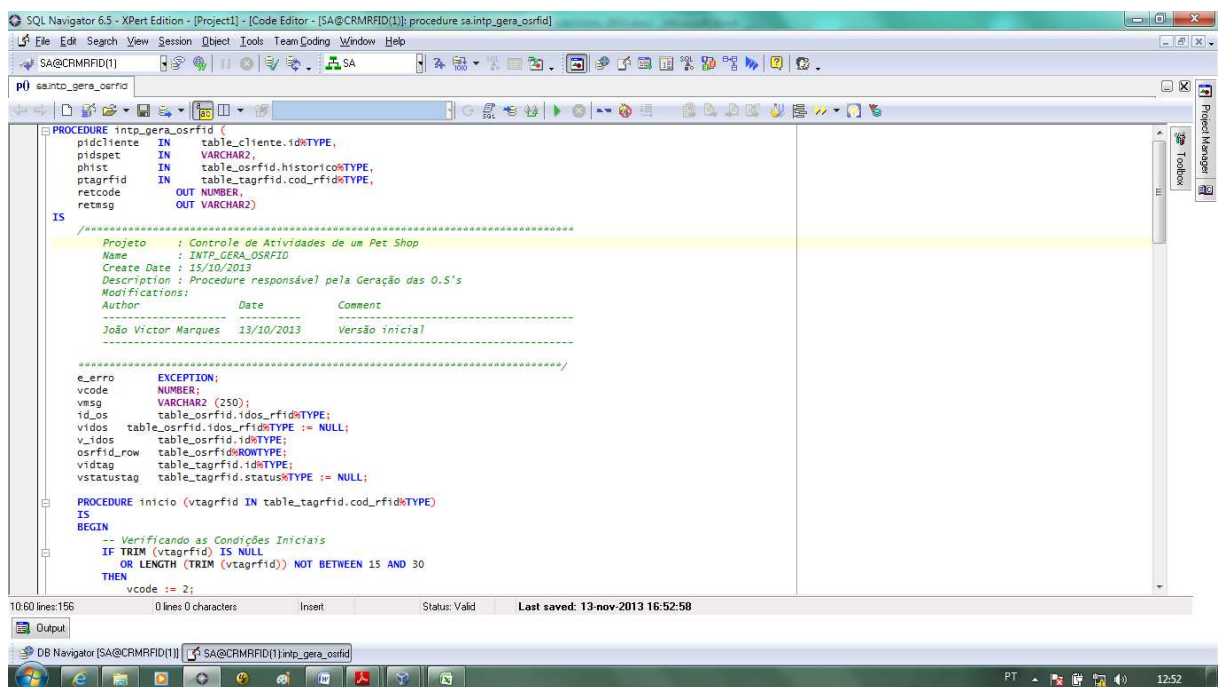 SQL Navigator 6.5 - XPert Edition - [Project1] - [Code Editor - [SA@CRMRFID(1)]: procedure sa.intp_gera_osrfid]
File Edit Search View Session Object Tools Team Coding Window Help
SA@CRMRFID(1) SA
sa.intp_gera_osrfid
Project Manager
Toolbox
PROCEDURE intp_gera_osrfid (
pidcliente IN table_cliente.id%TYPE,
pidspet IN VARCHAR2,
phist IN table_osrfid.historico%TYPE,
ptagrfid IN table_tagrfid.cod_rfid%TYPE,
retcode OUT NUMBER,
retmsg OUT VARCHAR2)
IS
/******************************************************************************
Projeto : Controle de Atividades de um Pet Shop
Name : INTP_GERA_OSRFID
Create Date : 15/10/2013
Description : Procedure responsável pela Geração das O.S's
Modifications:
Author Date Comment
-------------------- ---------- --------------------------------------
João Victor Marques 13/10/2013 Versão inicial
----------------------------------------------------------------------------
******************************************************************************/
e_erro EXCEPTION;
vcode NUMBER;
vmsg VARCHAR2 (250);
id_os table_osrfid.idos_rfid%TYPE;
vidos table_osrfid.idos_rfid%TYPE := NULL;
v_idos table_osrfid.id%TYPE;
osrfid_row table_osrfid%ROWTYPE;
vidtag table_tagrfid.id%TYPE;
vstatustag table_tagrfid.status%TYPE := NULL;
PROCEDURE inicio (vtagrfid IN table_tagrfid.cod_rfid%TYPE)
IS
BEGIN
-- Verificando as Condições Iniciais
IF TRIM (vtagrfid) IS NULL
OR LENGTH (TRIM (vtagrfid)) NOT BETWEEN 15 AND 30
THEN
vcode := 2;
10:60 lines:156 0 lines 0 characters Insert Status: Valid Last saved: 13-nov-2013 16:52:58
Output
DB Navigator [SA@CRMRFID(1)] SA@CRMRFID(1):intp_gera_osrfid
PT 12:52